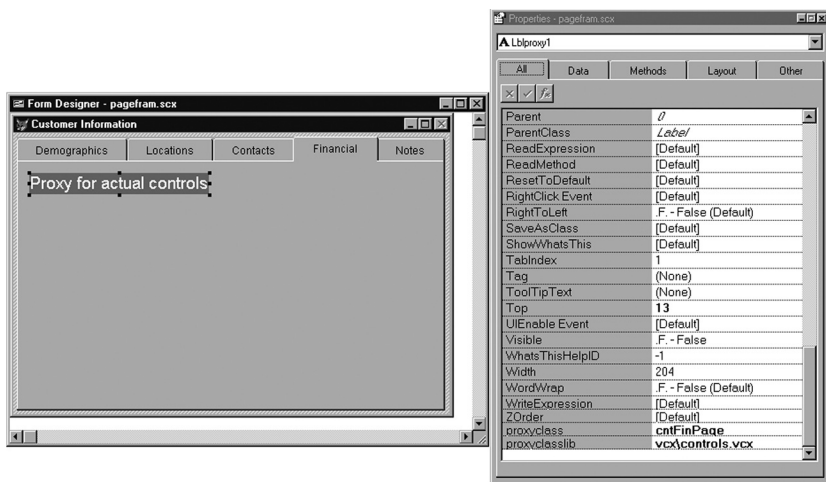 Form Designer - pagefram.scx
Customer Information
Demographics Locations Contacts Financial Notes
Proxy for actual controls
Properties - pagefram.scx
A Lblproxy1
All Data Methods Layout Other
Parent 0
ParentClass Label
ReadExpression [Default]
ReadMethod [Default]
ResetToDefault [Default]
RightClick Event [Default]
RightToLeft .F. - False (Default)
SaveAsClass [Default]
ShowWhatsThis [Default]
TabIndex 1
Tag (None)
ToolTipText (None)
Top 13
UIEnable Event [Default]
Visible .F. - False
WhatsThisHelpID -1
Width 204
WordWrap .F. - False (Default)
WriteExpression [Default]
ZOrder [Default]
proxyclass cntFinPage
proxyclasslib vcx\controls.vcx